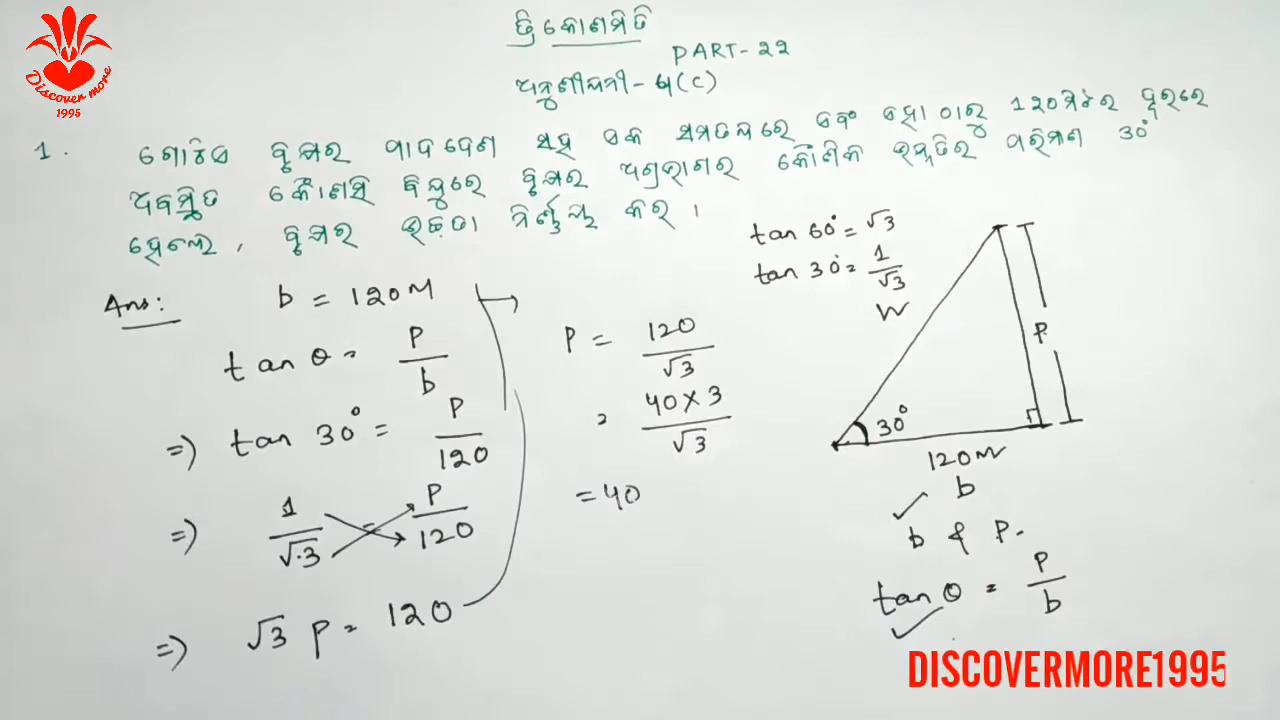 Discover more
1995
ତ୍ରିକୋଣମିତି
PART-22
ଅନୁଶୀଳନୀ-4(c)
1. ଗୋଟିଏ ବୃକ୍ଷର ପାଦଦେଶ ସହ ଏକ ସମତଳରେ ଏବଂ ଏହା ଠାରୁ 120ମିଟର ଦୂରରେ
ଅବସ୍ଥିତ କୌଣସି ବିନ୍ଦୁରେ ବୃକ୍ଷର ଅଗ୍ରଭାଗର କୌଣିକ ଉନ୍ନତିର ପରିମାଣ 30°
ହେଲେ, ବୃକ୍ଷର ଉଚ୍ଚତା ନିର୍ଣ୍ଣୟ କର।
Ans:
b = 120M
tan θ = P/b
=) tan 30° = P/120
=) 1/√3 = P/120
=) √3 P = 120
P = 120/√3
= 40×3/√3
= 40
tan 60° = √3
tan 30° = 1/√3
P
30°
120M
b
b & P.
tan θ = P/b
DISCOVERMORE1995